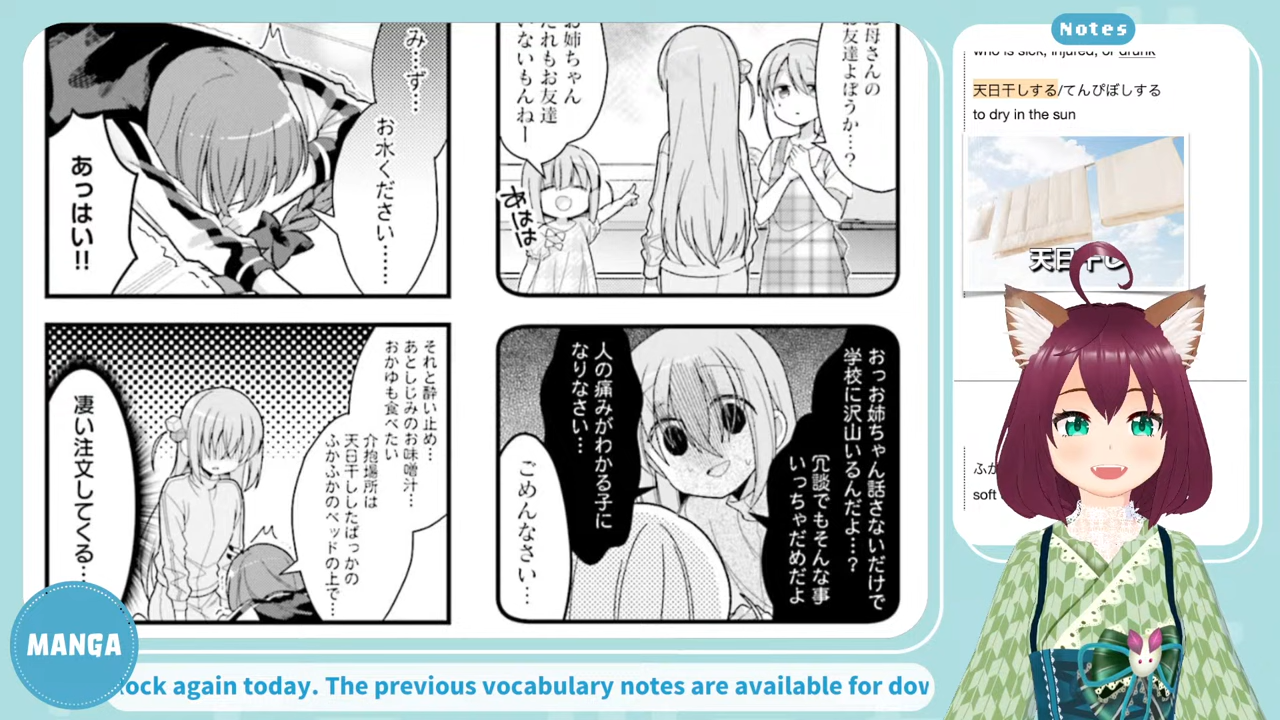 お母さんの
お友達よぼうか…?
お姉ちゃん
だれもお友達
いないもんねー
あはは
おっお姉ちゃん話さないだけで
学校に沢山いるんだよ…?
冗談でもそんな事
いっちゃだめだよ
人の痛みがわかる子に
なりなさい…
ごめんなさい…
み…ず…
お水ください……
あっはい!!
それと酔い止め…
あとしじみのお味噌汁…
おかゆも食べたい
介抱場所は
天日干ししたばっかの
ふかふかのベッドの上で…
凄い注文してくる…
MANGA
ock again today. The previous vocabulary notes are available for dow
Notes
who is sick, injured, or drunk
天日干しする/てんぴぼしする
to dry in the sun
天日干し
ふか
soft